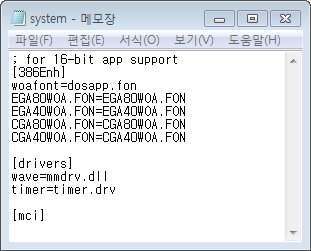 system - 메모장
파일(F) 편집(E) 서식(O) 보기(V) 도움말(H)
; for 16-bit app support
[386Enh]
woafont=dosapp.fon
EGA80WOA.FON=EGA80WOA.FON
EGA40WOA.FON=EGA40WOA.FON
CGA80WOA.FON=CGA80WOA.FON
CGA40WOA.FON=CGA40WOA.FON

[drivers]
wave=mmdrv.dll
timer=timer.drv

[mci]